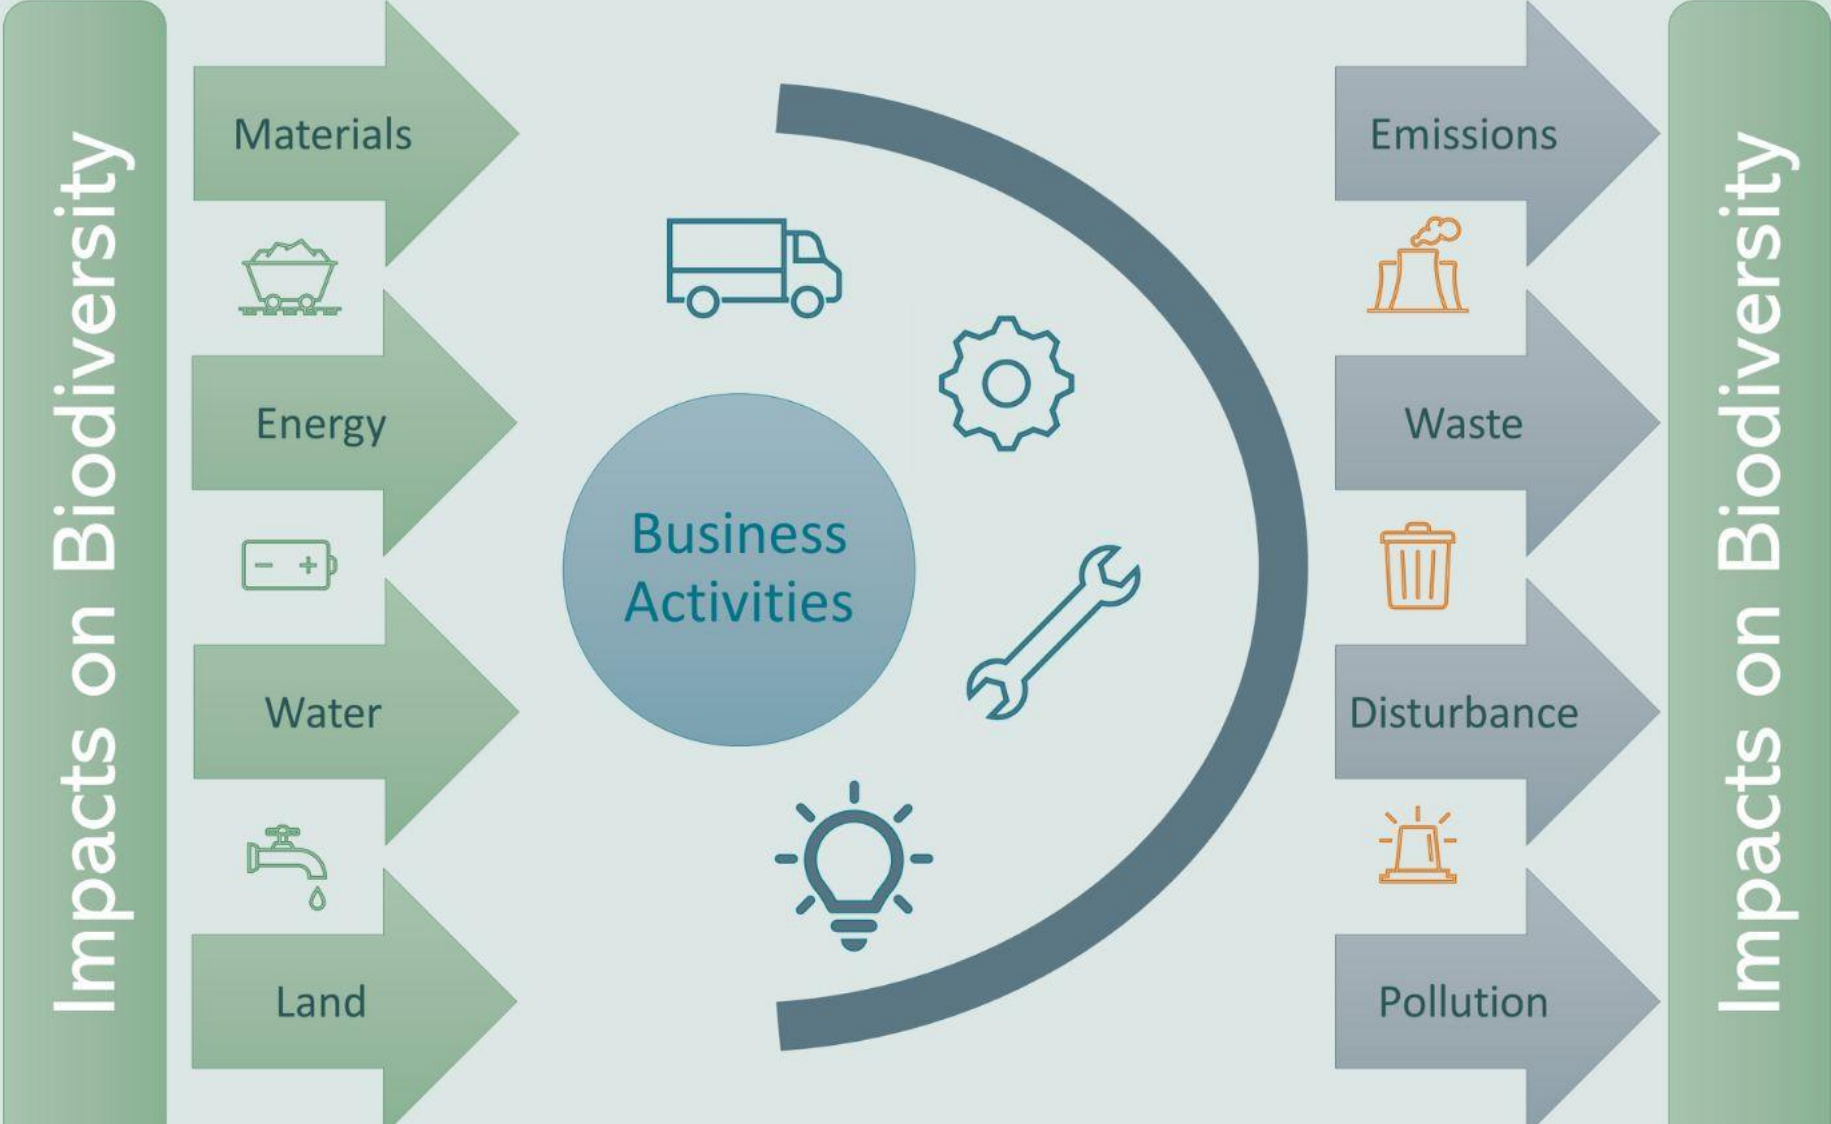 Impacts on Biodiversity
Materials
Energy
Water
Land
Business
Activities
Emissions
Waste
Disturbance
Pollution
Impacts on Biodiversity